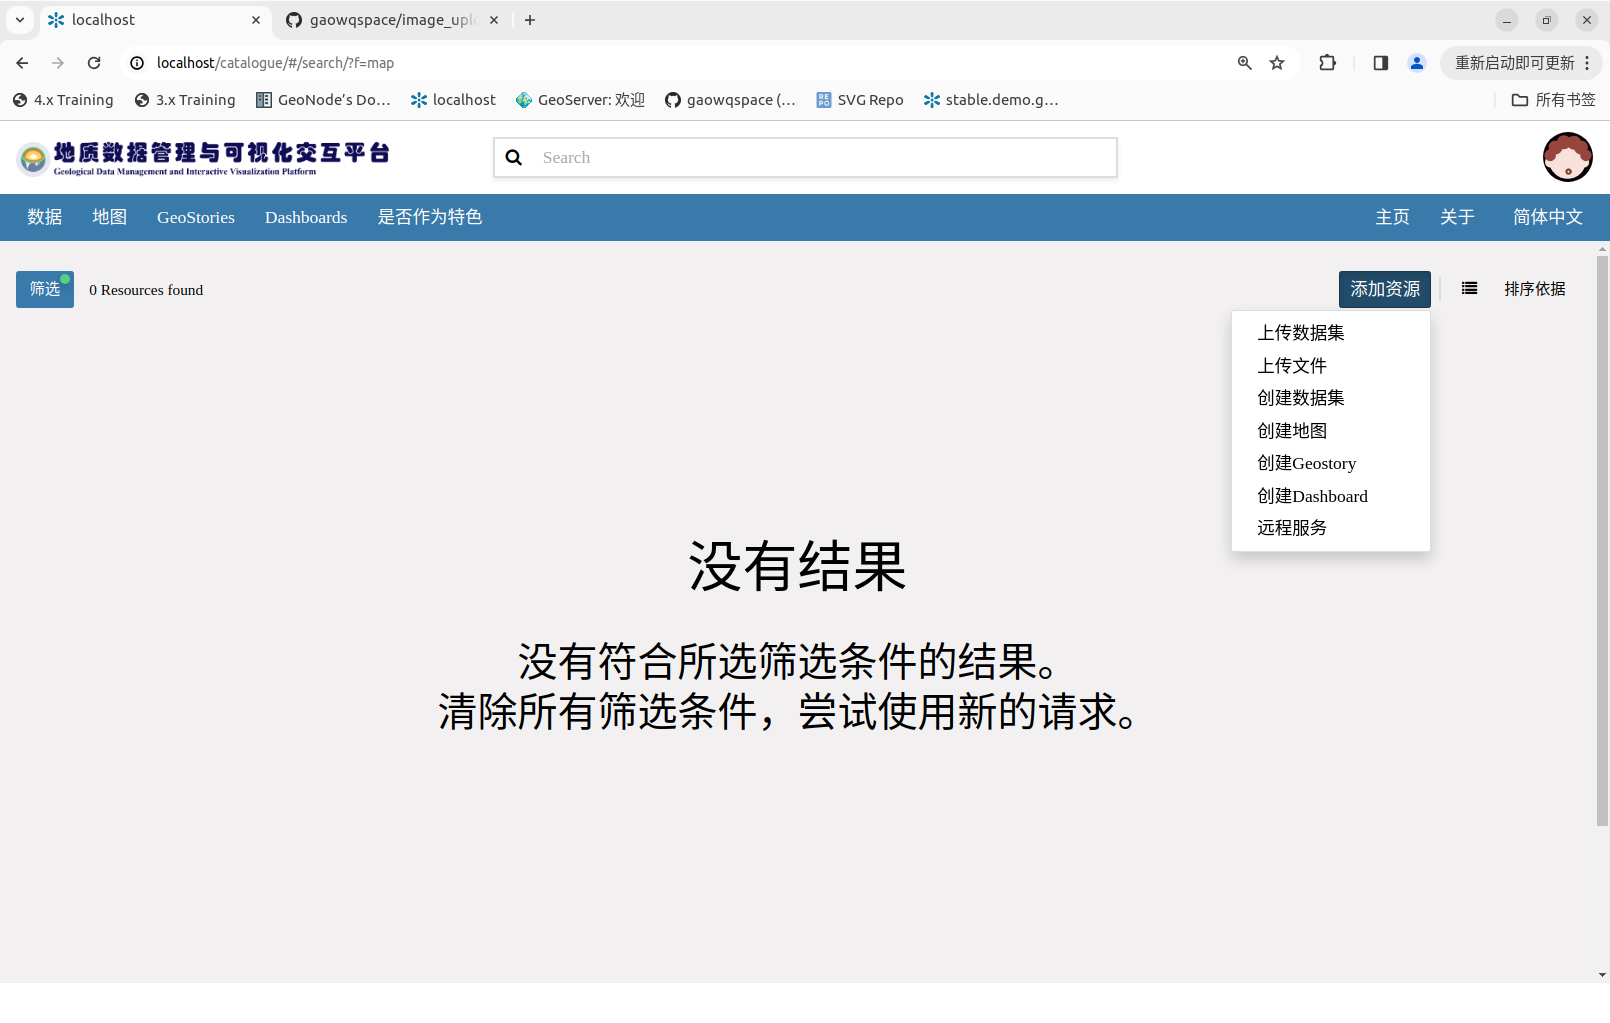 localhost
gaowqspace/image_upl
localhost/catalogue/#/search/?f=map
重新启动即可更新
4.x Training
3.x Training
GeoNode’s Do…
localhost
GeoServer: 欢迎
gaowqspace (…
SVG Repo
stable.demo.g…
所有书签
地质数据管理与可视化交互平台
Geological Data Management and Interactive Visualization Platform
Search
数据
地图
GeoStories
Dashboards
是否作为特色
主页
关于
简体中文
筛选
0 Resources found
添加资源
排序依据
上传数据集
上传文件
创建数据集
创建地图
创建Geostory
创建Dashboard
远程服务
没有结果
没有符合所选筛选条件的结果。
清除所有筛选条件，尝试使用新的请求。